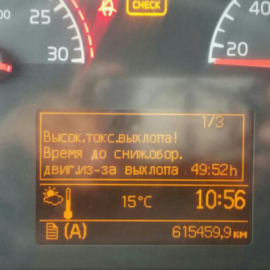 25
30
CHECK
20
40
1/3
Высок.токс.выхлопа!
Время до сниж.обор.
двиг.из-за выхлопа 49:52h
15°C 10:56
(A) 615459,9 км